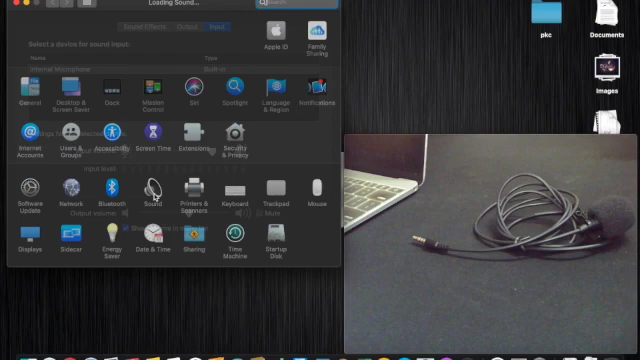 Loading Sound...
Search
Sound Effects Output Input
Select a device for sound input:
Name Type
Internal Microphone Built-in
Apple ID
Family Sharing
General
Desktop & Screen Saver
Dock
Mission Control
Siri
Spotlight
Language & Region
Notifications
Internet Accounts
Users & Groups
Accessibility
Screen Time
Extensions
Security & Privacy
Input level
Software Update
Network
Bluetooth
Sound
Printers & Scanners
Keyboard
Trackpad
Mouse
Output volume:
Mute
Displays
Sidecar
Energy Saver
Date & Time
Sharing
Time Machine
Startup Disk
pkc
Documents
Images